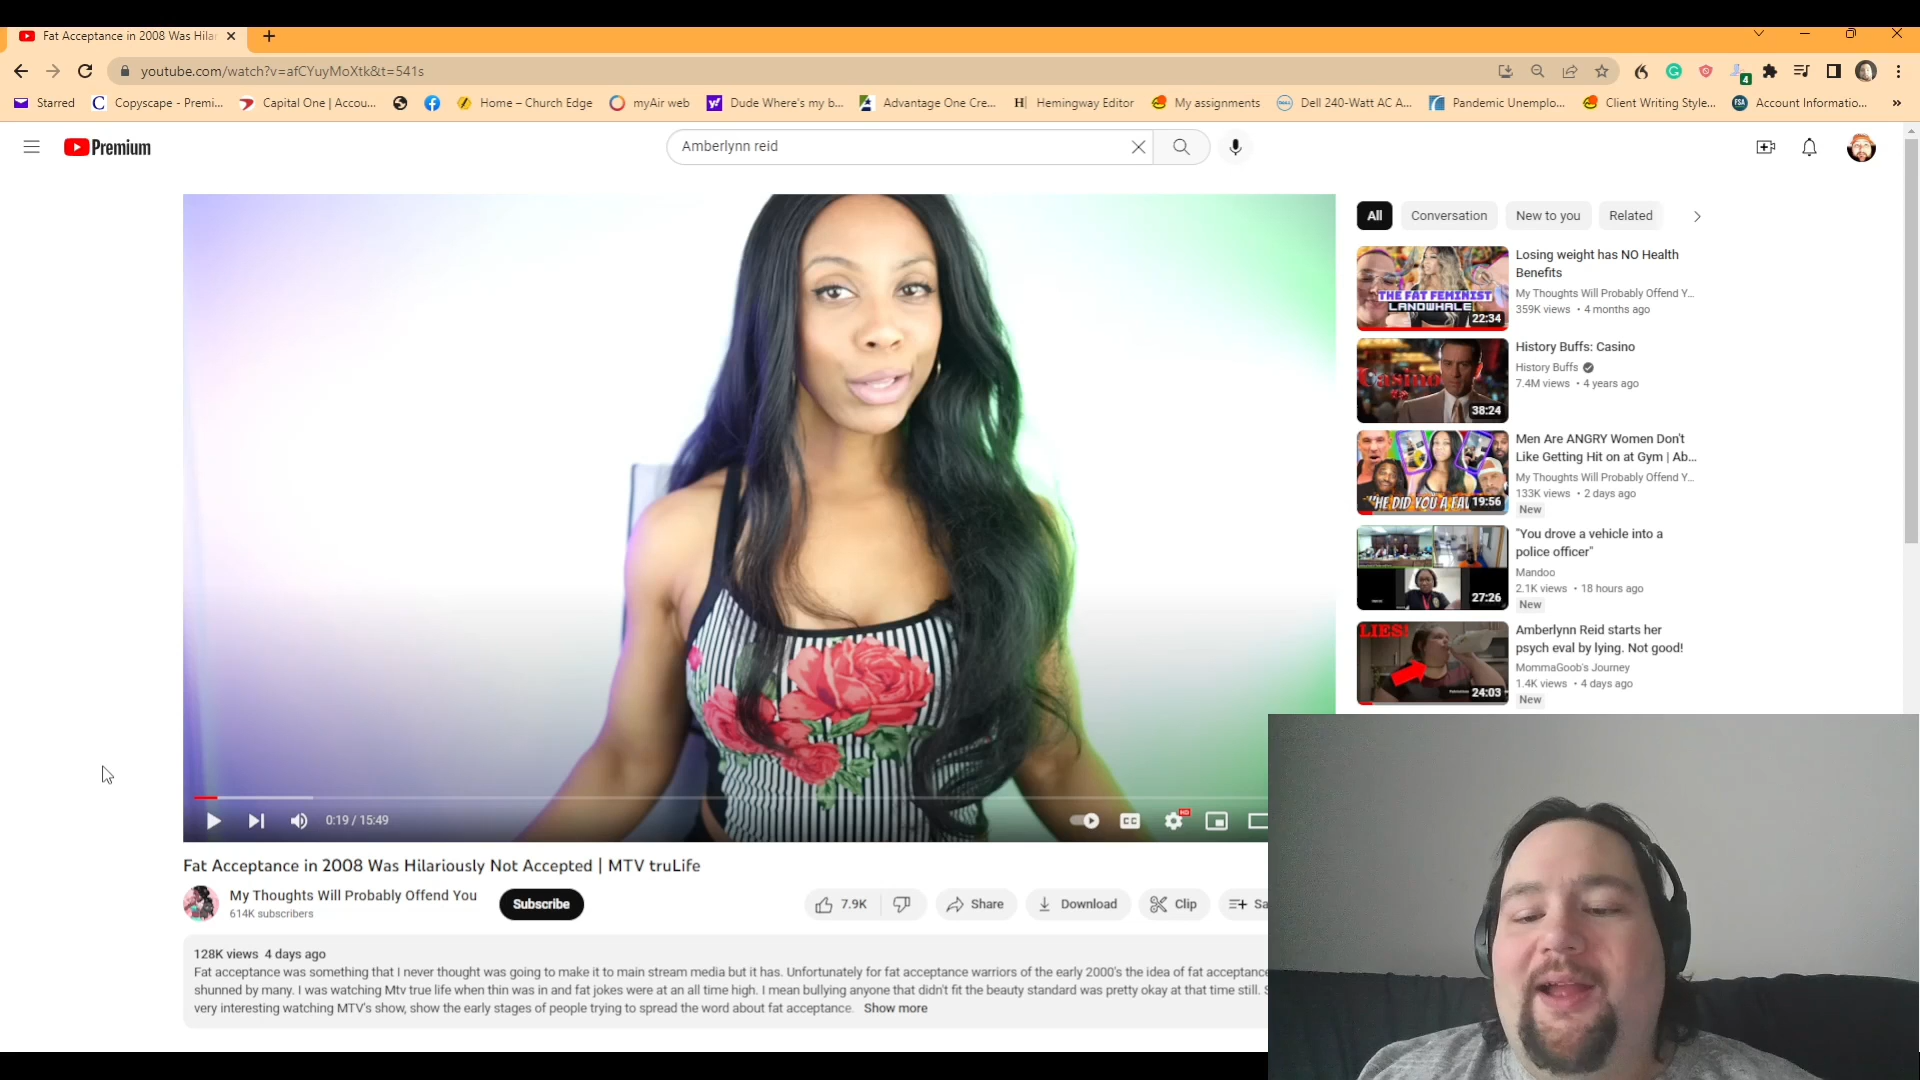 Fat Acceptance in 2008 Was Hilar
youtube.com/watch?v=afCYuyMoXtk&t=541s
4
Starred
Copyscape - Premi...
Capital One | Accou...
Home – Church Edge
myAir web
Dude Where's my b...
Advantage One Cre...
Hemingway Editor
My assignments
Dell 240-Watt AC A...
Pandemic Unemplo...
Client Writing Style...
Account Informatio...
»
Premium
Amberlynn reid
All
Conversation
New to you
Related
THE FAT FEMINIST
LANDWHALE
22:34
Losing weight has NO Health
Benefits
My Thoughts Will Probably Offend Y...
359K views • 4 months ago
Casino
38:24
History Buffs: Casino
History Buffs
7.4M views • 4 years ago
19:56
Men Are ANGRY Women Don't
Like Getting Hit on at Gym | Ab...
My Thoughts Will Probably Offend Y...
133K views • 2 days ago
New
27:26
"You drove a vehicle into a
police officer"
Mandoo
2.1K views • 18 hours ago
New
LIES!
24:03
Amberlynn Reid starts her
psych eval by lying. Not good!
MommaGoob's Journey
1.4K views • 4 days ago
New
0:19 / 15:49
CC
HD
Fat Acceptance in 2008 Was Hilariously Not Accepted | MTV truLife
My Thoughts Will Probably Offend You
614K subscribers
Subscribe
7.9K
Share
Download
Clip
Sa
128K views 4 days ago
Fat acceptance was something that I never thought was going to make it to main stream media but it has. Unfortunately for fat acceptance warriors of the early 2000's the idea of fat acceptance
shunned by many. I was watching Mtv true life when thin was in and fat jokes were at an all time high. I mean bullying anyone that didn't fit the beauty standard was pretty okay at that time still. S
very interesting watching MTV's show, show the early stages of people trying to spread the word about fat acceptance. Show more